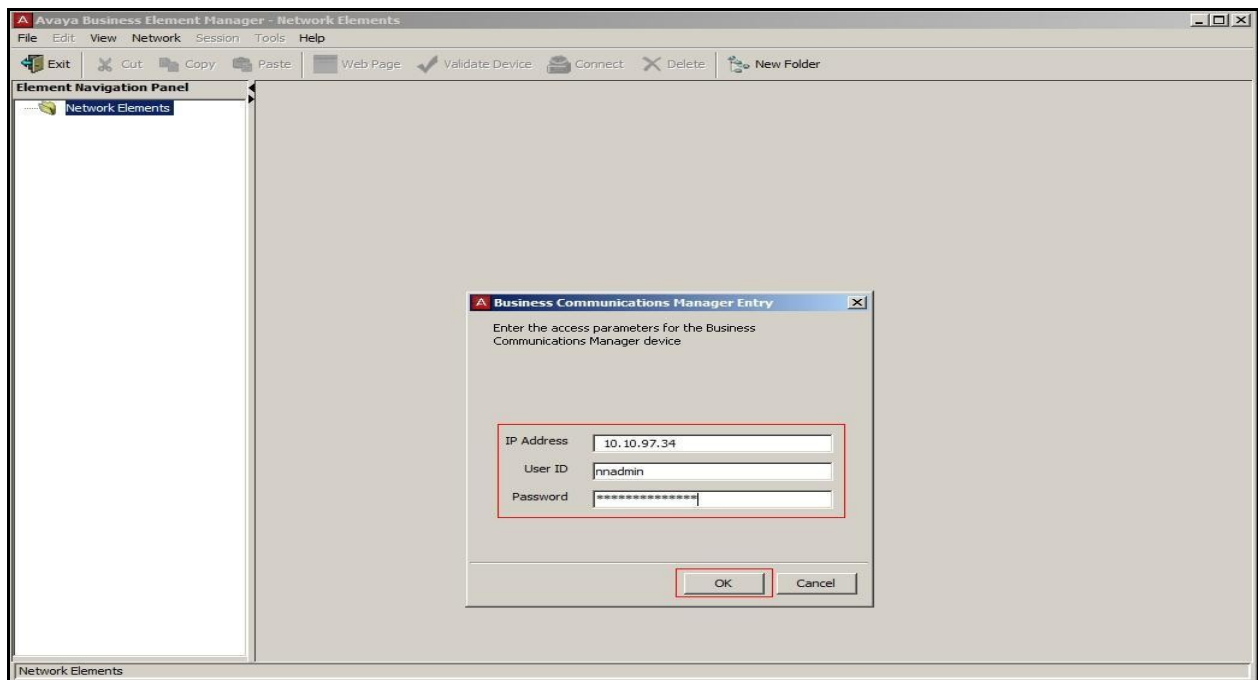 A Avaya Business Element Manager - Network Elements
File Edit View Network Session Tools Help
Exit Cut Copy Paste Web Page Validate Device Connect Delete New Folder
Element Navigation Panel
Network Elements
A Business Communications Manager Entry
Enter the access parameters for the Business
Communications Manager device
IP Address 10.10.97.34
User ID nnadmin
Password **************
OK Cancel
Network Elements